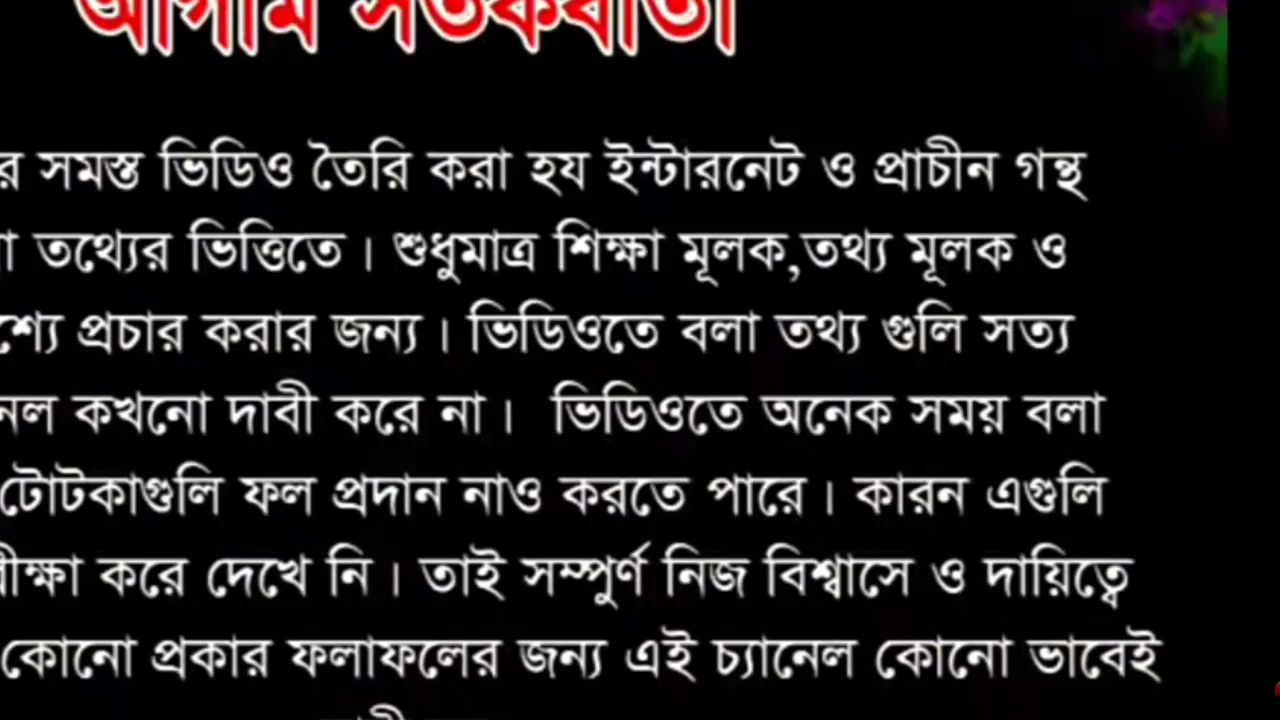 আগাম সতর্কবার্তা
র সমস্ত ভিডিও তৈরি করা হয ইন্টারনেট ও প্রাচীন গন্থ
তথ্যের ভিত্তিতে। শুধুমাত্র শিক্ষা মূলক,তথ্য মূলক ও
শ্যে প্রচার করার জন্য। ভিডিওতে বলা তথ্য গুলি সত্য
নেল কখনো দাবী করে না। ভিডিওতে অনেক সময় বলা
টোটকাগুলি ফল প্রদান নাও করতে পারে। কারন এগুলি
ীক্ষা করে দেখে নি। তাই সম্পুর্ণ নিজ বিশ্বাসে ও দায়িত্বে
কোনো প্রকার ফলাফলের জন্য এই চ্যানেল কোনো ভাবেই